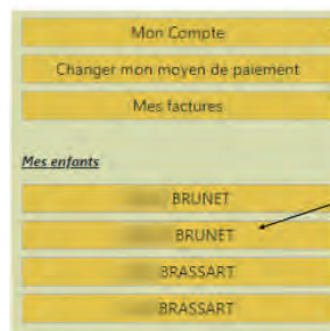 Mon Compte
Changer mon moyen de paiement
Mes factures
Mes enfants
BRUNET
BRUNET
BRASSART
BRASSART